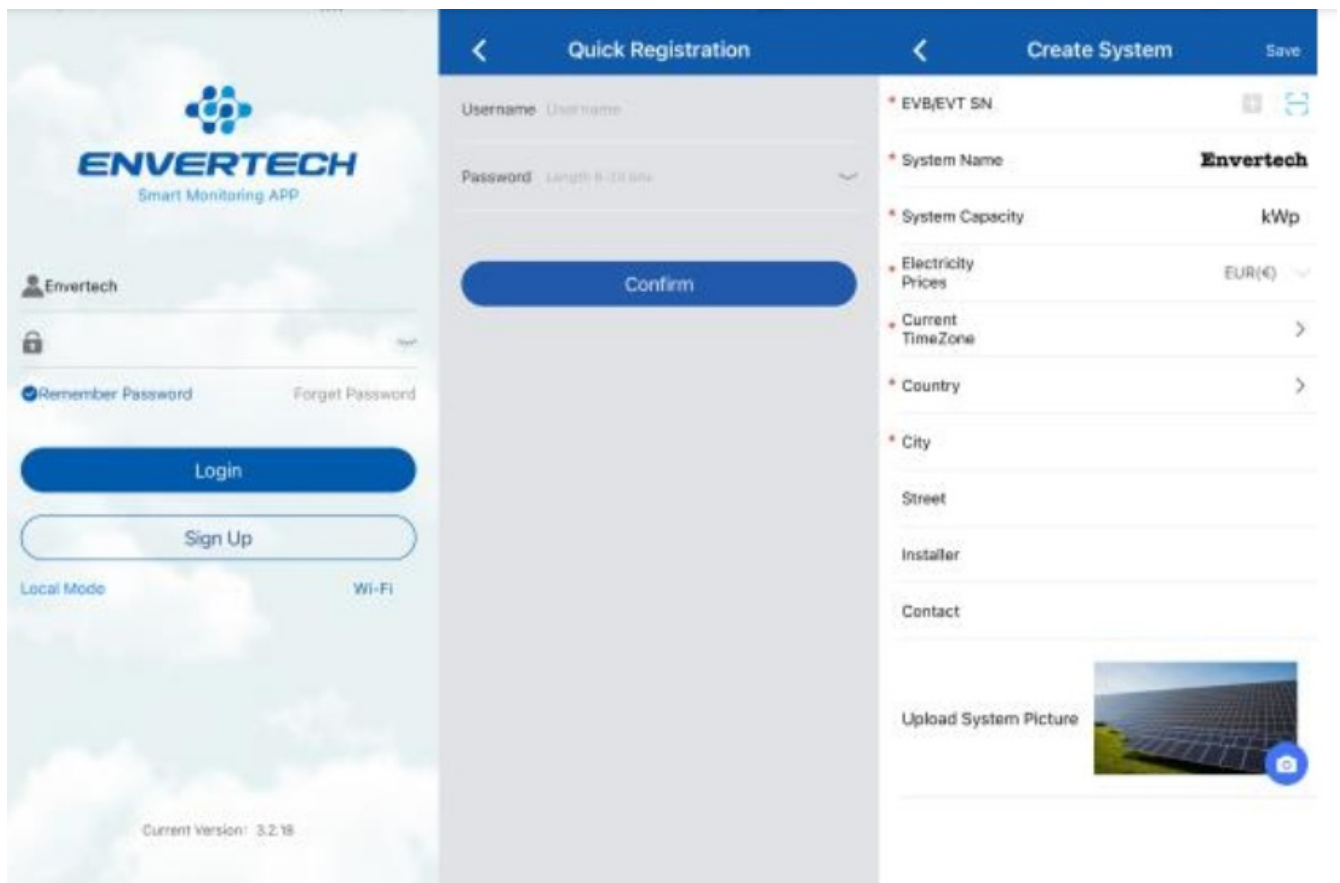 ENVERTECH
Smart Monitoring APP
Envertech
Remember Password
Forget Password
Login
Sign Up
Local Mode
Wi-Fi
Current Version: 3.2.18
Quick Registration
Username Username
Password
Confirm
Create System
Save
* EVB/EVT SN
* System Name
Envertech
* System Capacity
kWp
* Electricity
Prices
EUR(€)
* Current
TimeZone
* Country
* City
Street
Installer
Contact
Upload System Picture